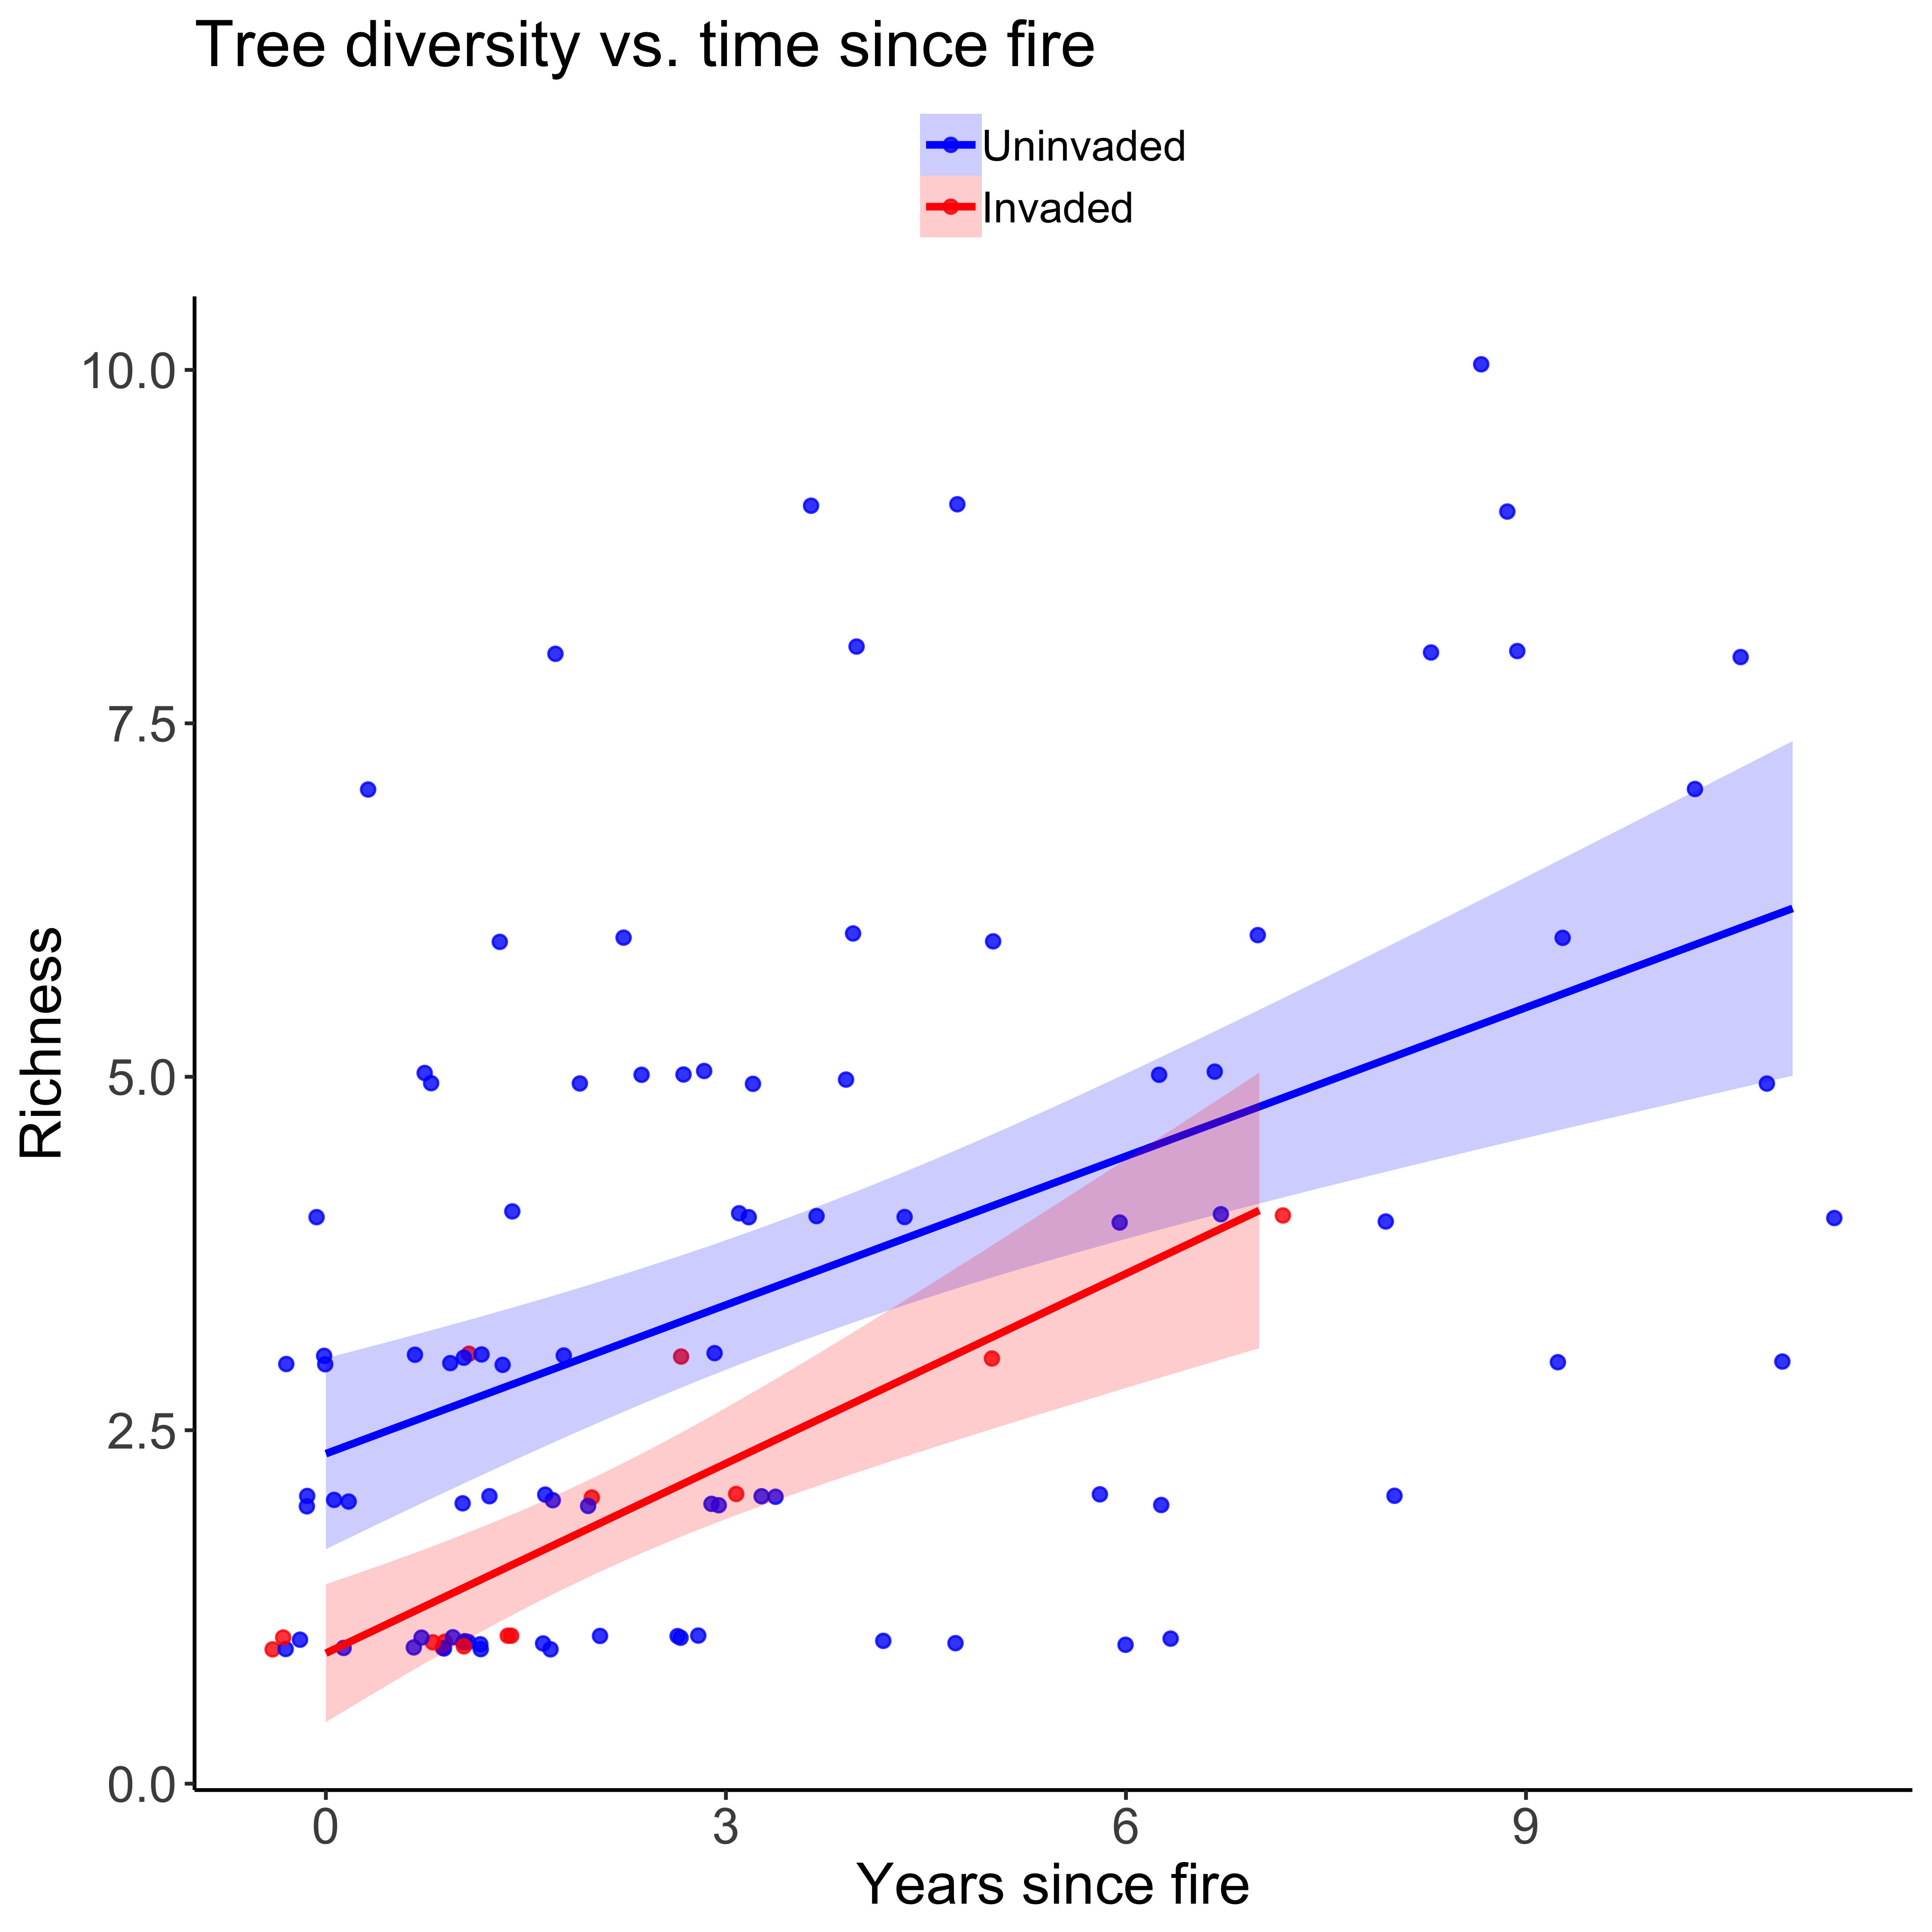 Tree diversity vs. time since fire
Uninvaded
Invaded
10.0
7.5
5.0
2.5
0.0
Richness
0 3 6 9
Years since fire